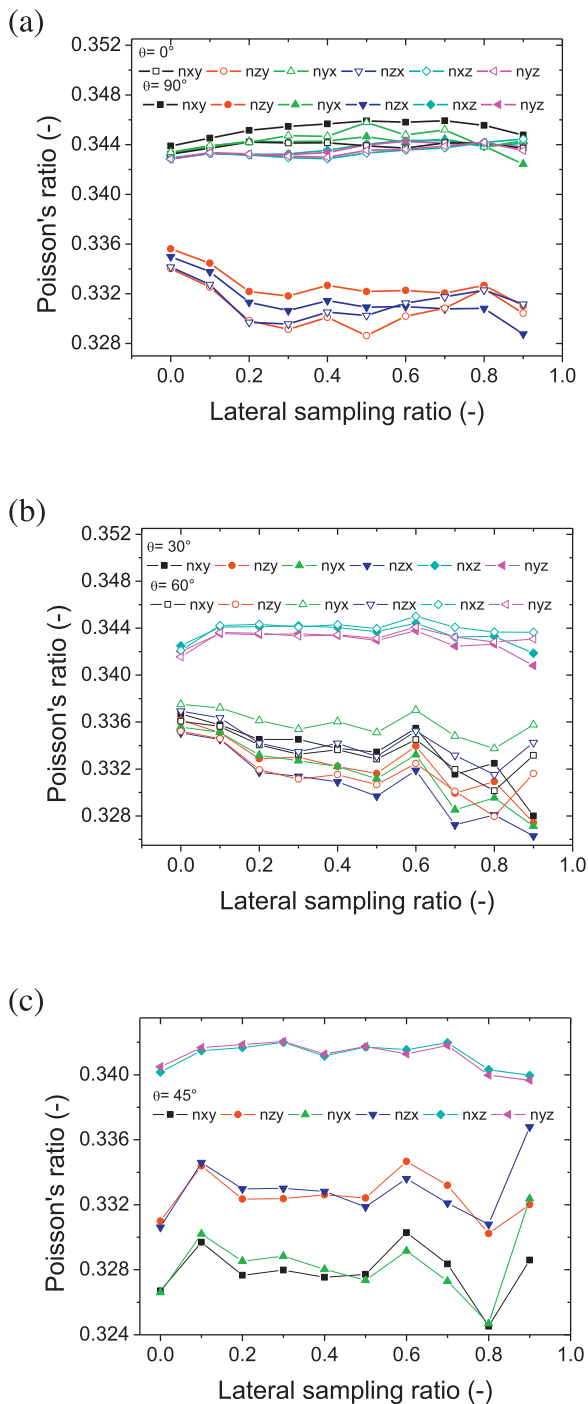 (a)
0.352
θ= 0°
nxy nzy nyx nzx nxz nyz
θ= 90°
0.348
nxy nzy nyx nzx nxz nyz
0.344
0.340
0.336
0.332
0.328
Poisson's ratio (-)
0.0 0.2 0.4 0.6 0.8 1.0
Lateral sampling ratio (-)
(b)
0.352
θ= 30°
nxy nzy nyx nzx nxz nyz
θ= 60°
0.348
nxy nzy nyx nzx nxz nyz
0.344
0.340
0.336
0.332
0.328
Poisson's ratio (-)
0.0 0.2 0.4 0.6 0.8 1.0
Lateral sampling ratio (-)
(c)
0.340
θ= 45°
nxy nzy nyx nzx nxz nyz
0.336
0.332
0.328
0.324
Poisson's ratio (-)
0.0 0.2 0.4 0.6 0.8 1.0
Lateral sampling ratio (-)